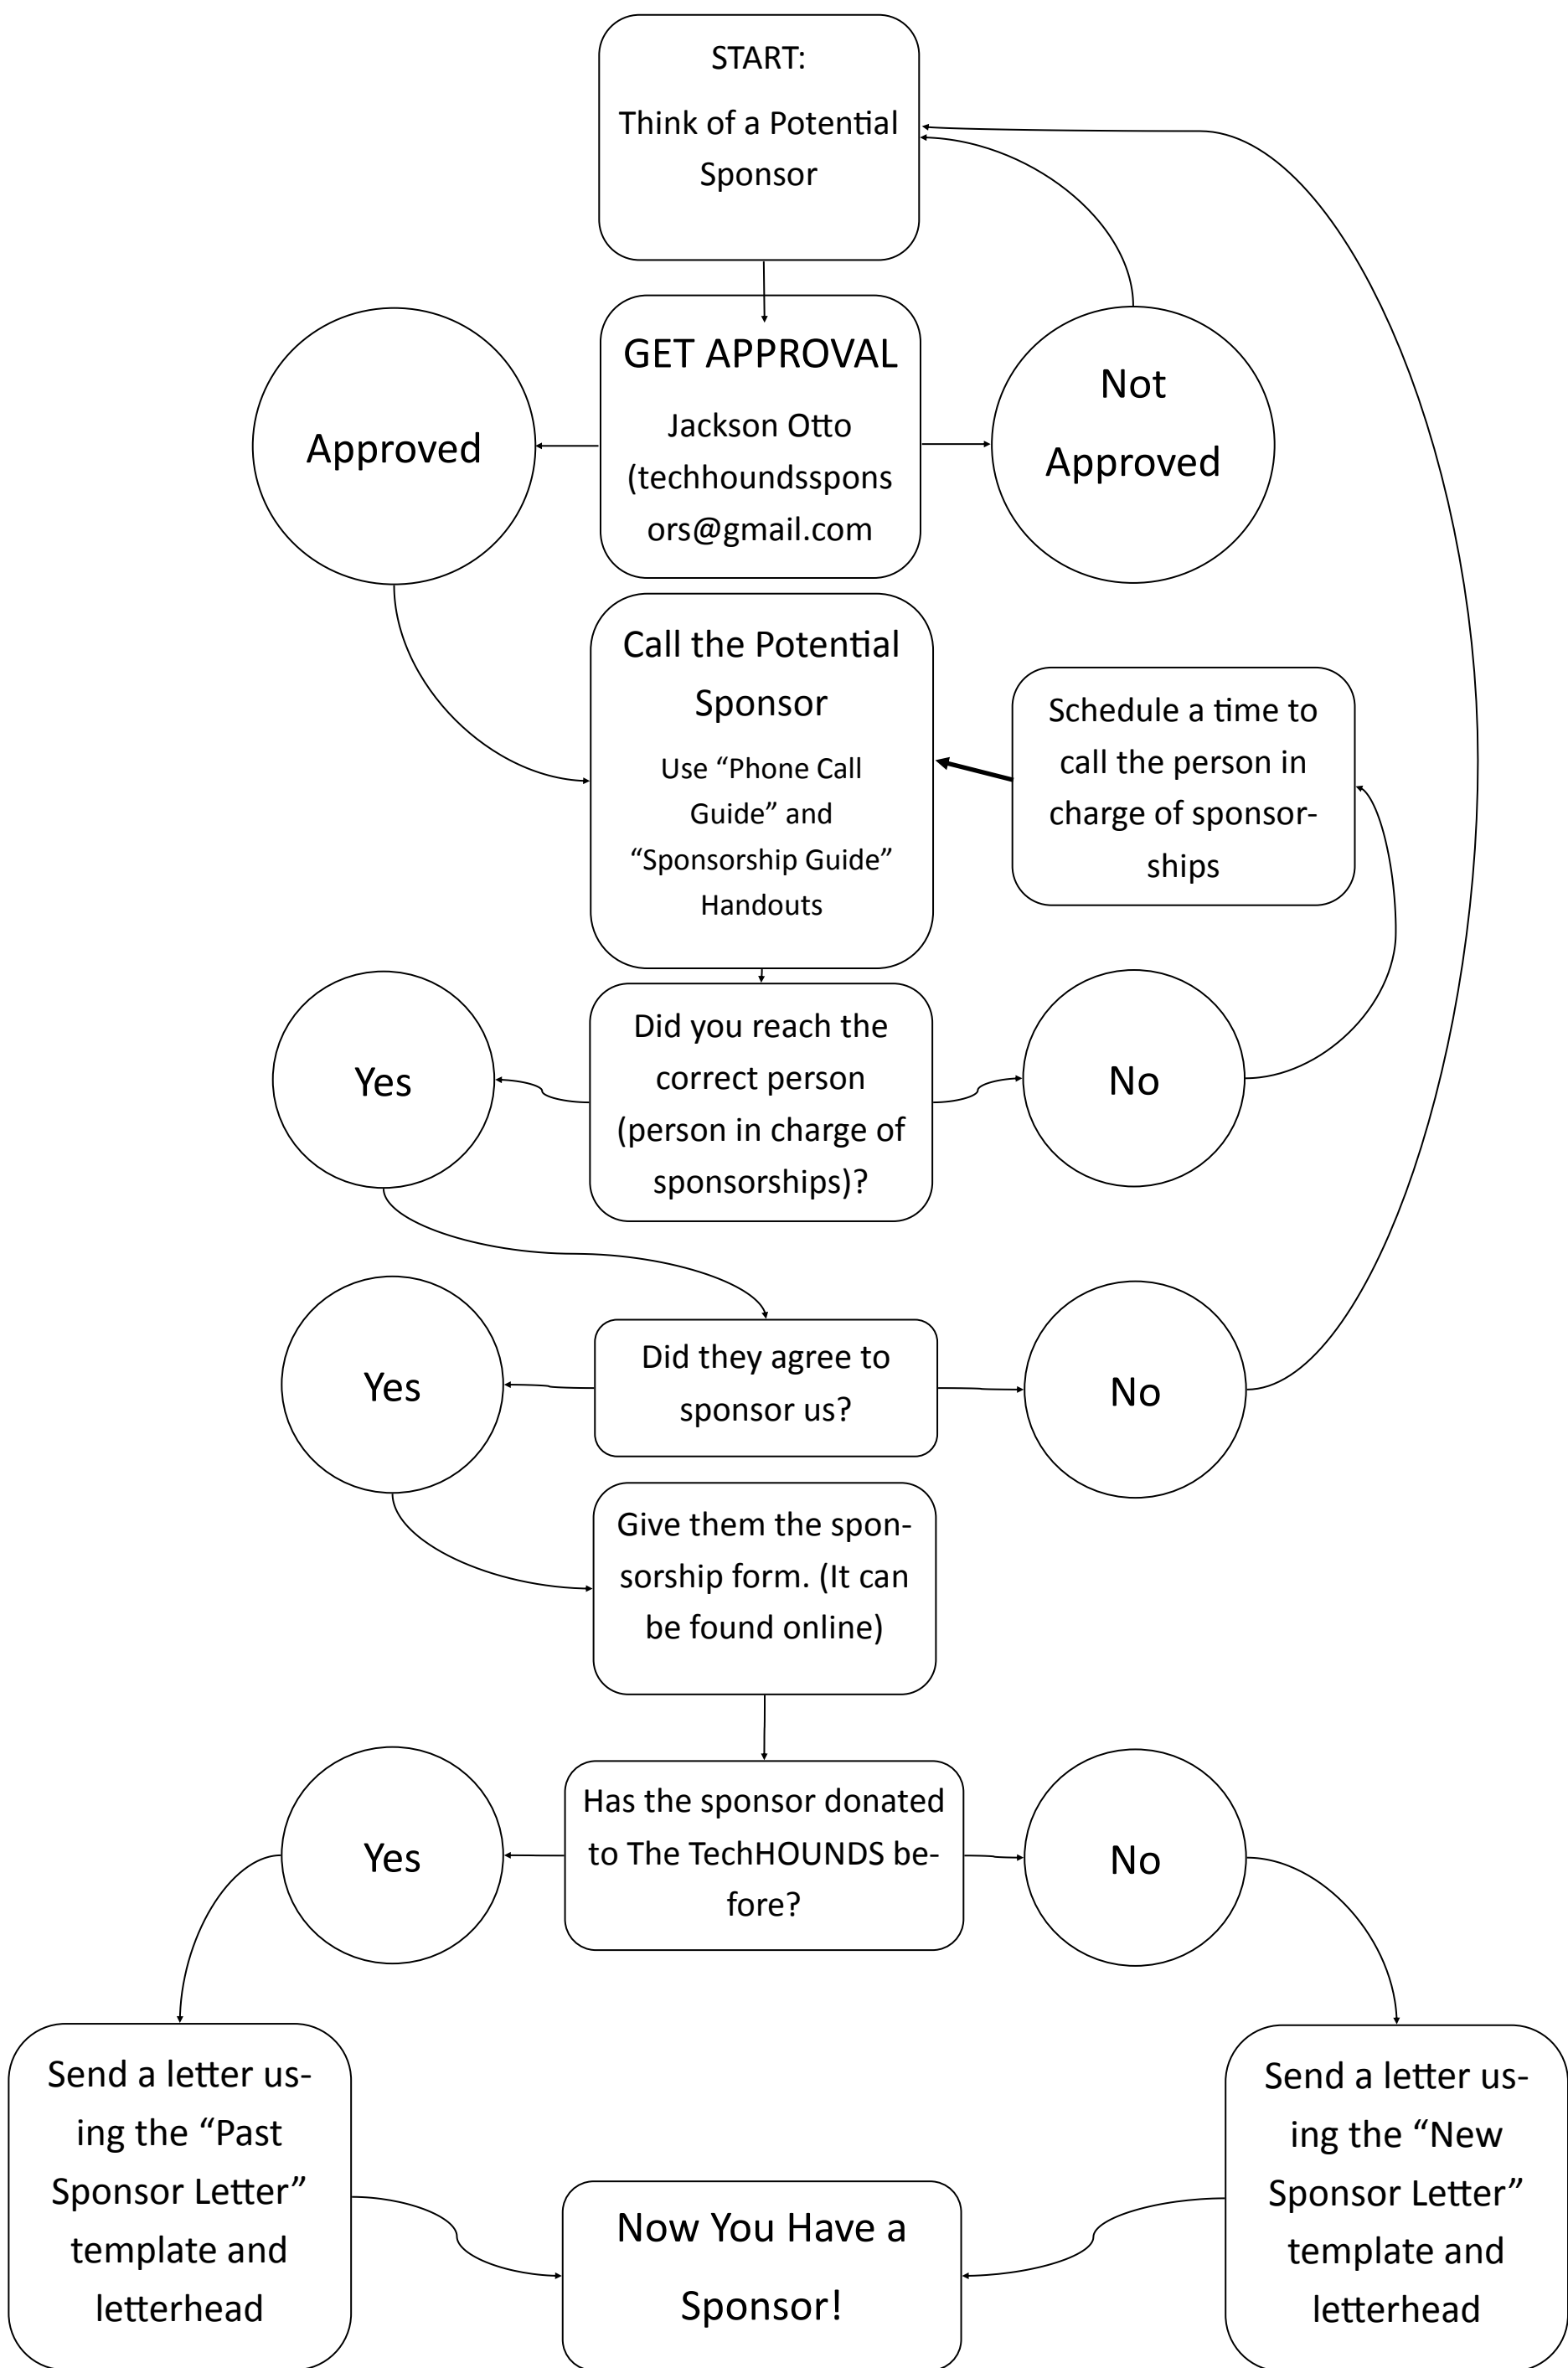 START:
Think of a Potential
Sponsor
GET APPROVAL
Jackson Otto
(techhoundsspons
ors@gmail.com
Approved
Not
Approved
Call the Potential
Sponsor
Use “Phone Call
Guide” and
“Sponsorship Guide”
Handouts
Schedule a time to
call the person in
charge of sponsor-
ships
Did you reach the
correct person
(person in charge of
sponsorships)?
Yes
No
Did they agree to
sponsor us?
Yes
No
Give them the spon-
sorship form. (It can
be found online)
Has the sponsor donated
to The TechHOUNDS be-
fore?
Yes
No
Send a letter us-
ing the “Past
Sponsor Letter”
template and
letterhead
Send a letter us-
ing the “New
Sponsor Letter”
template and
letterhead
Now You Have a
Sponsor!